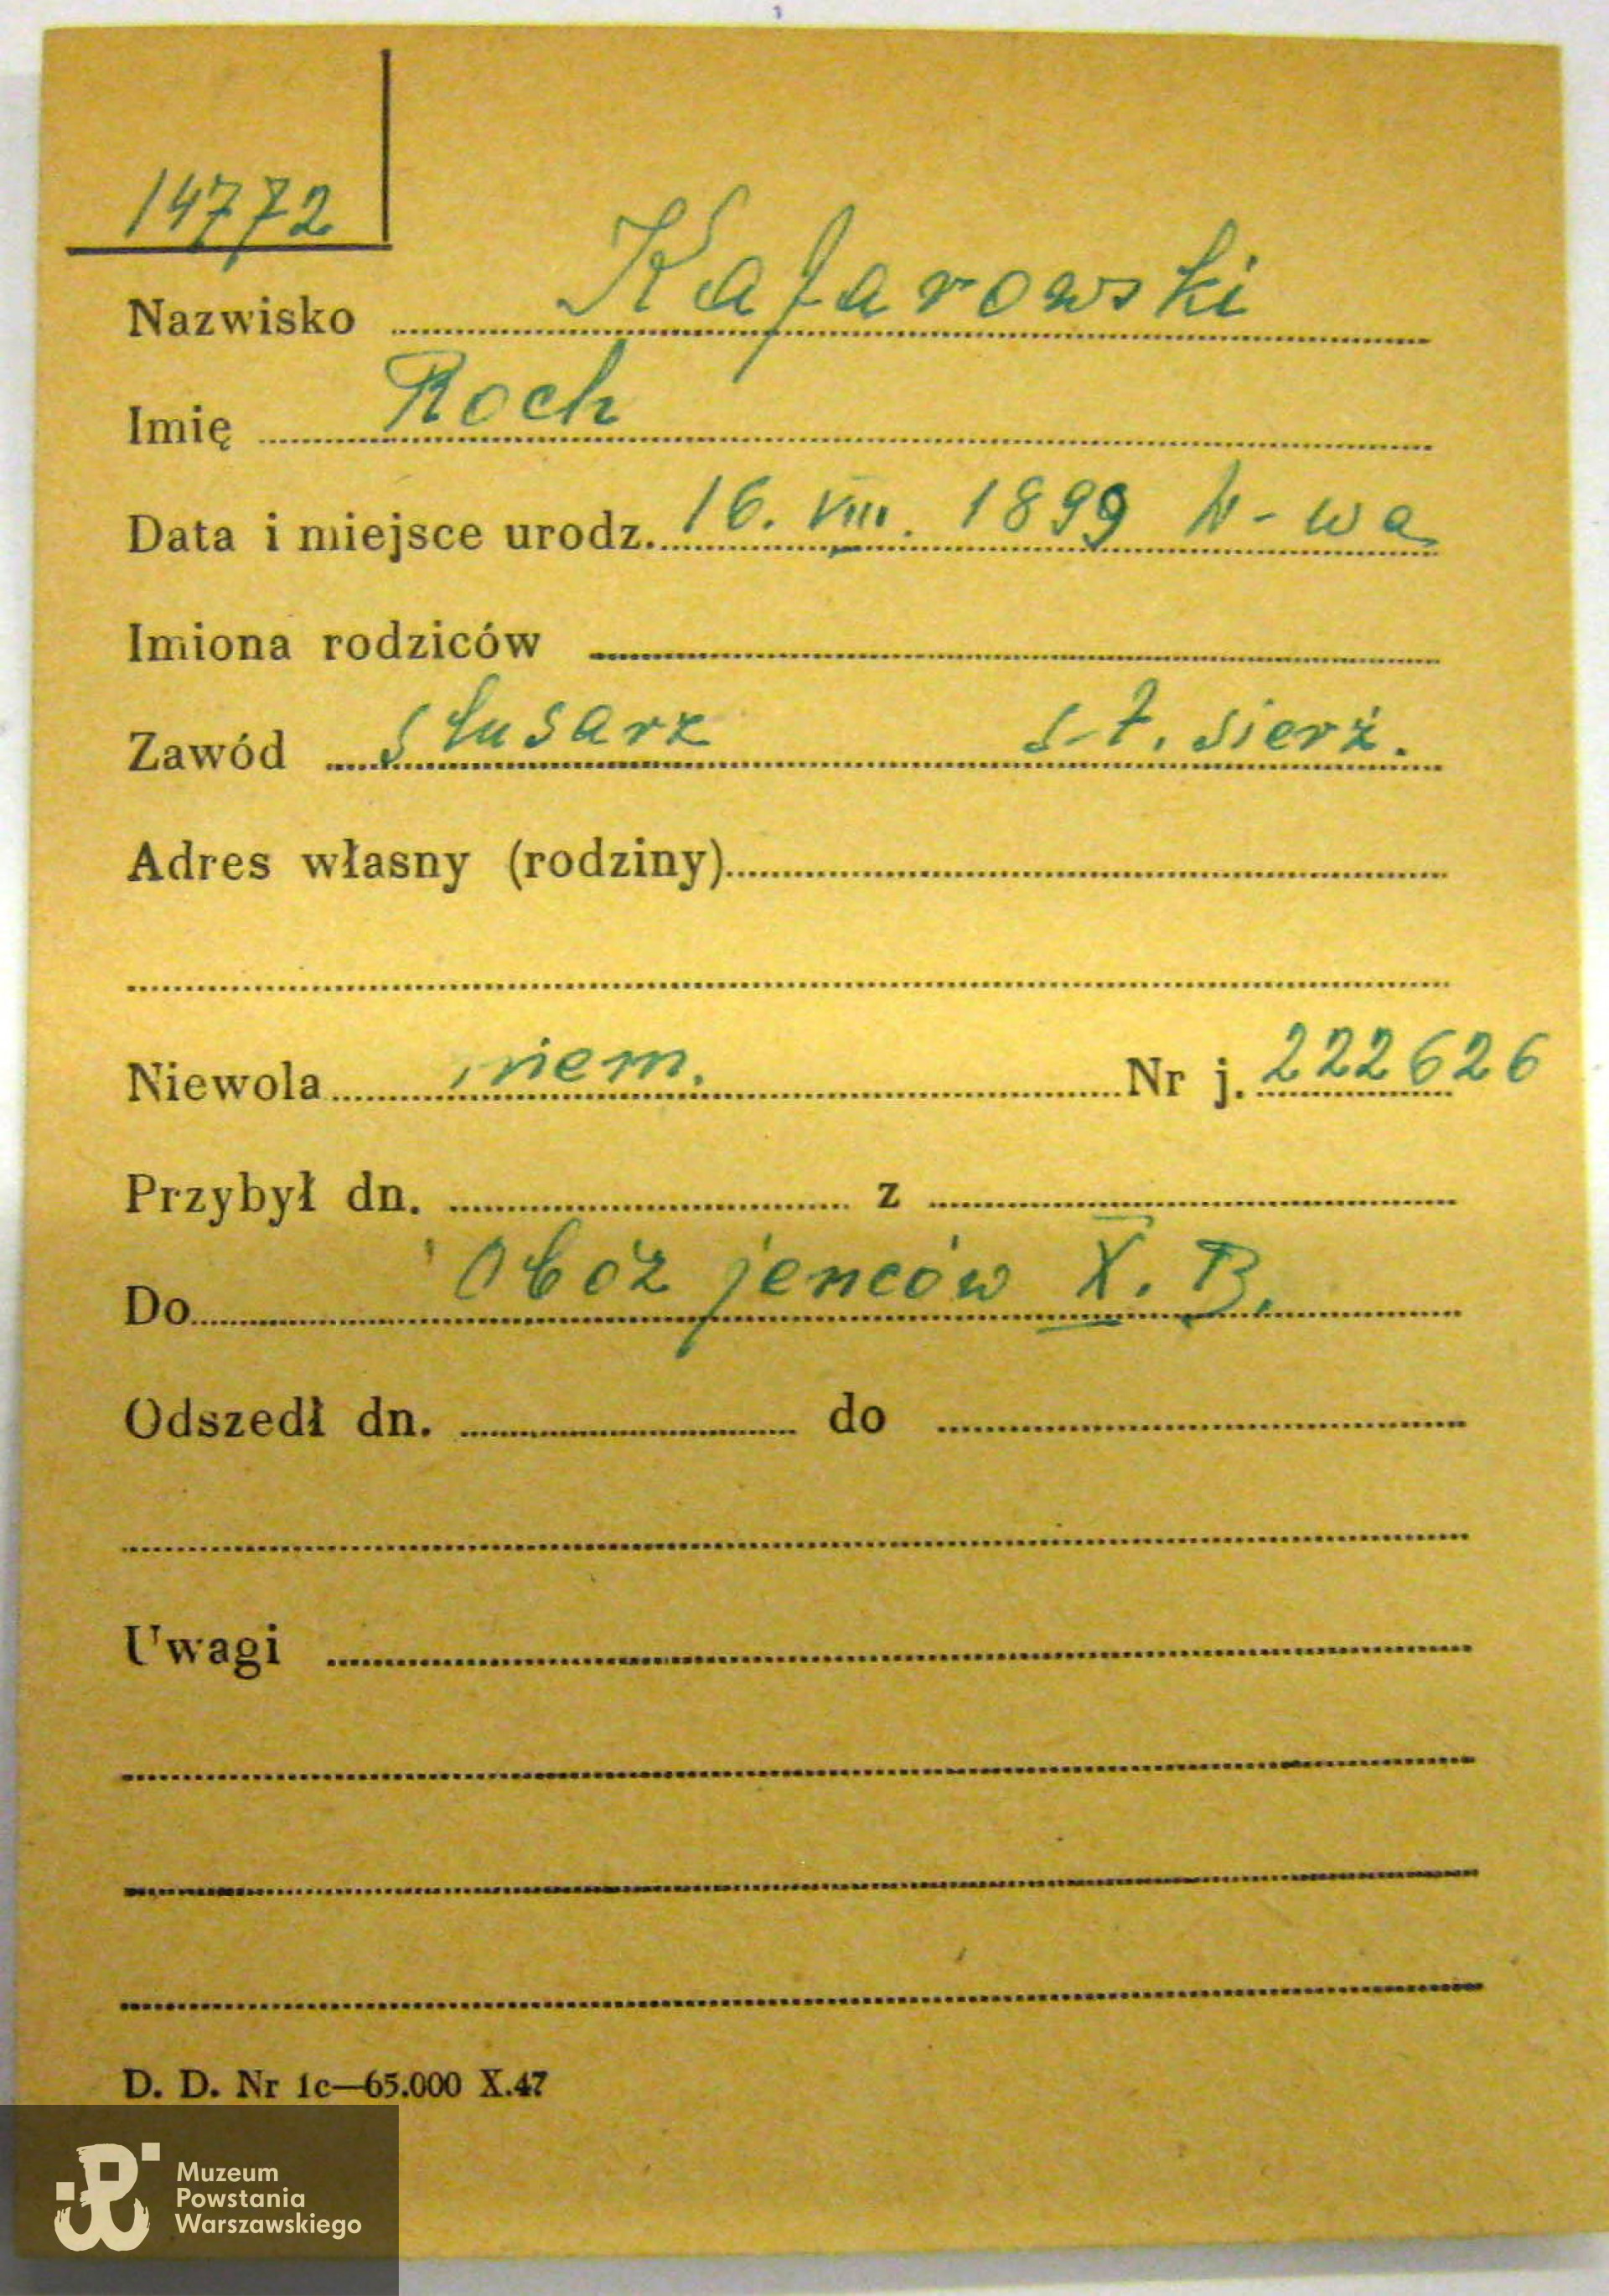 14772
Nazwisko Kafarowski
Imię Roch
Data i miejsce urodz. 16. VIII. 1899 W-wa
Imiona rodziców
Zawód ślusarz st. sierż.
Adres własny (rodziny)
Niewola niem. Nr j. 222626
Przybył dn. z
Do Obóz jenców X. B.
Odszedł dn. do
Uwagi
D. D. Nr 1c—65.000 X.47
Muzeum
Powstania
Warszawskiego